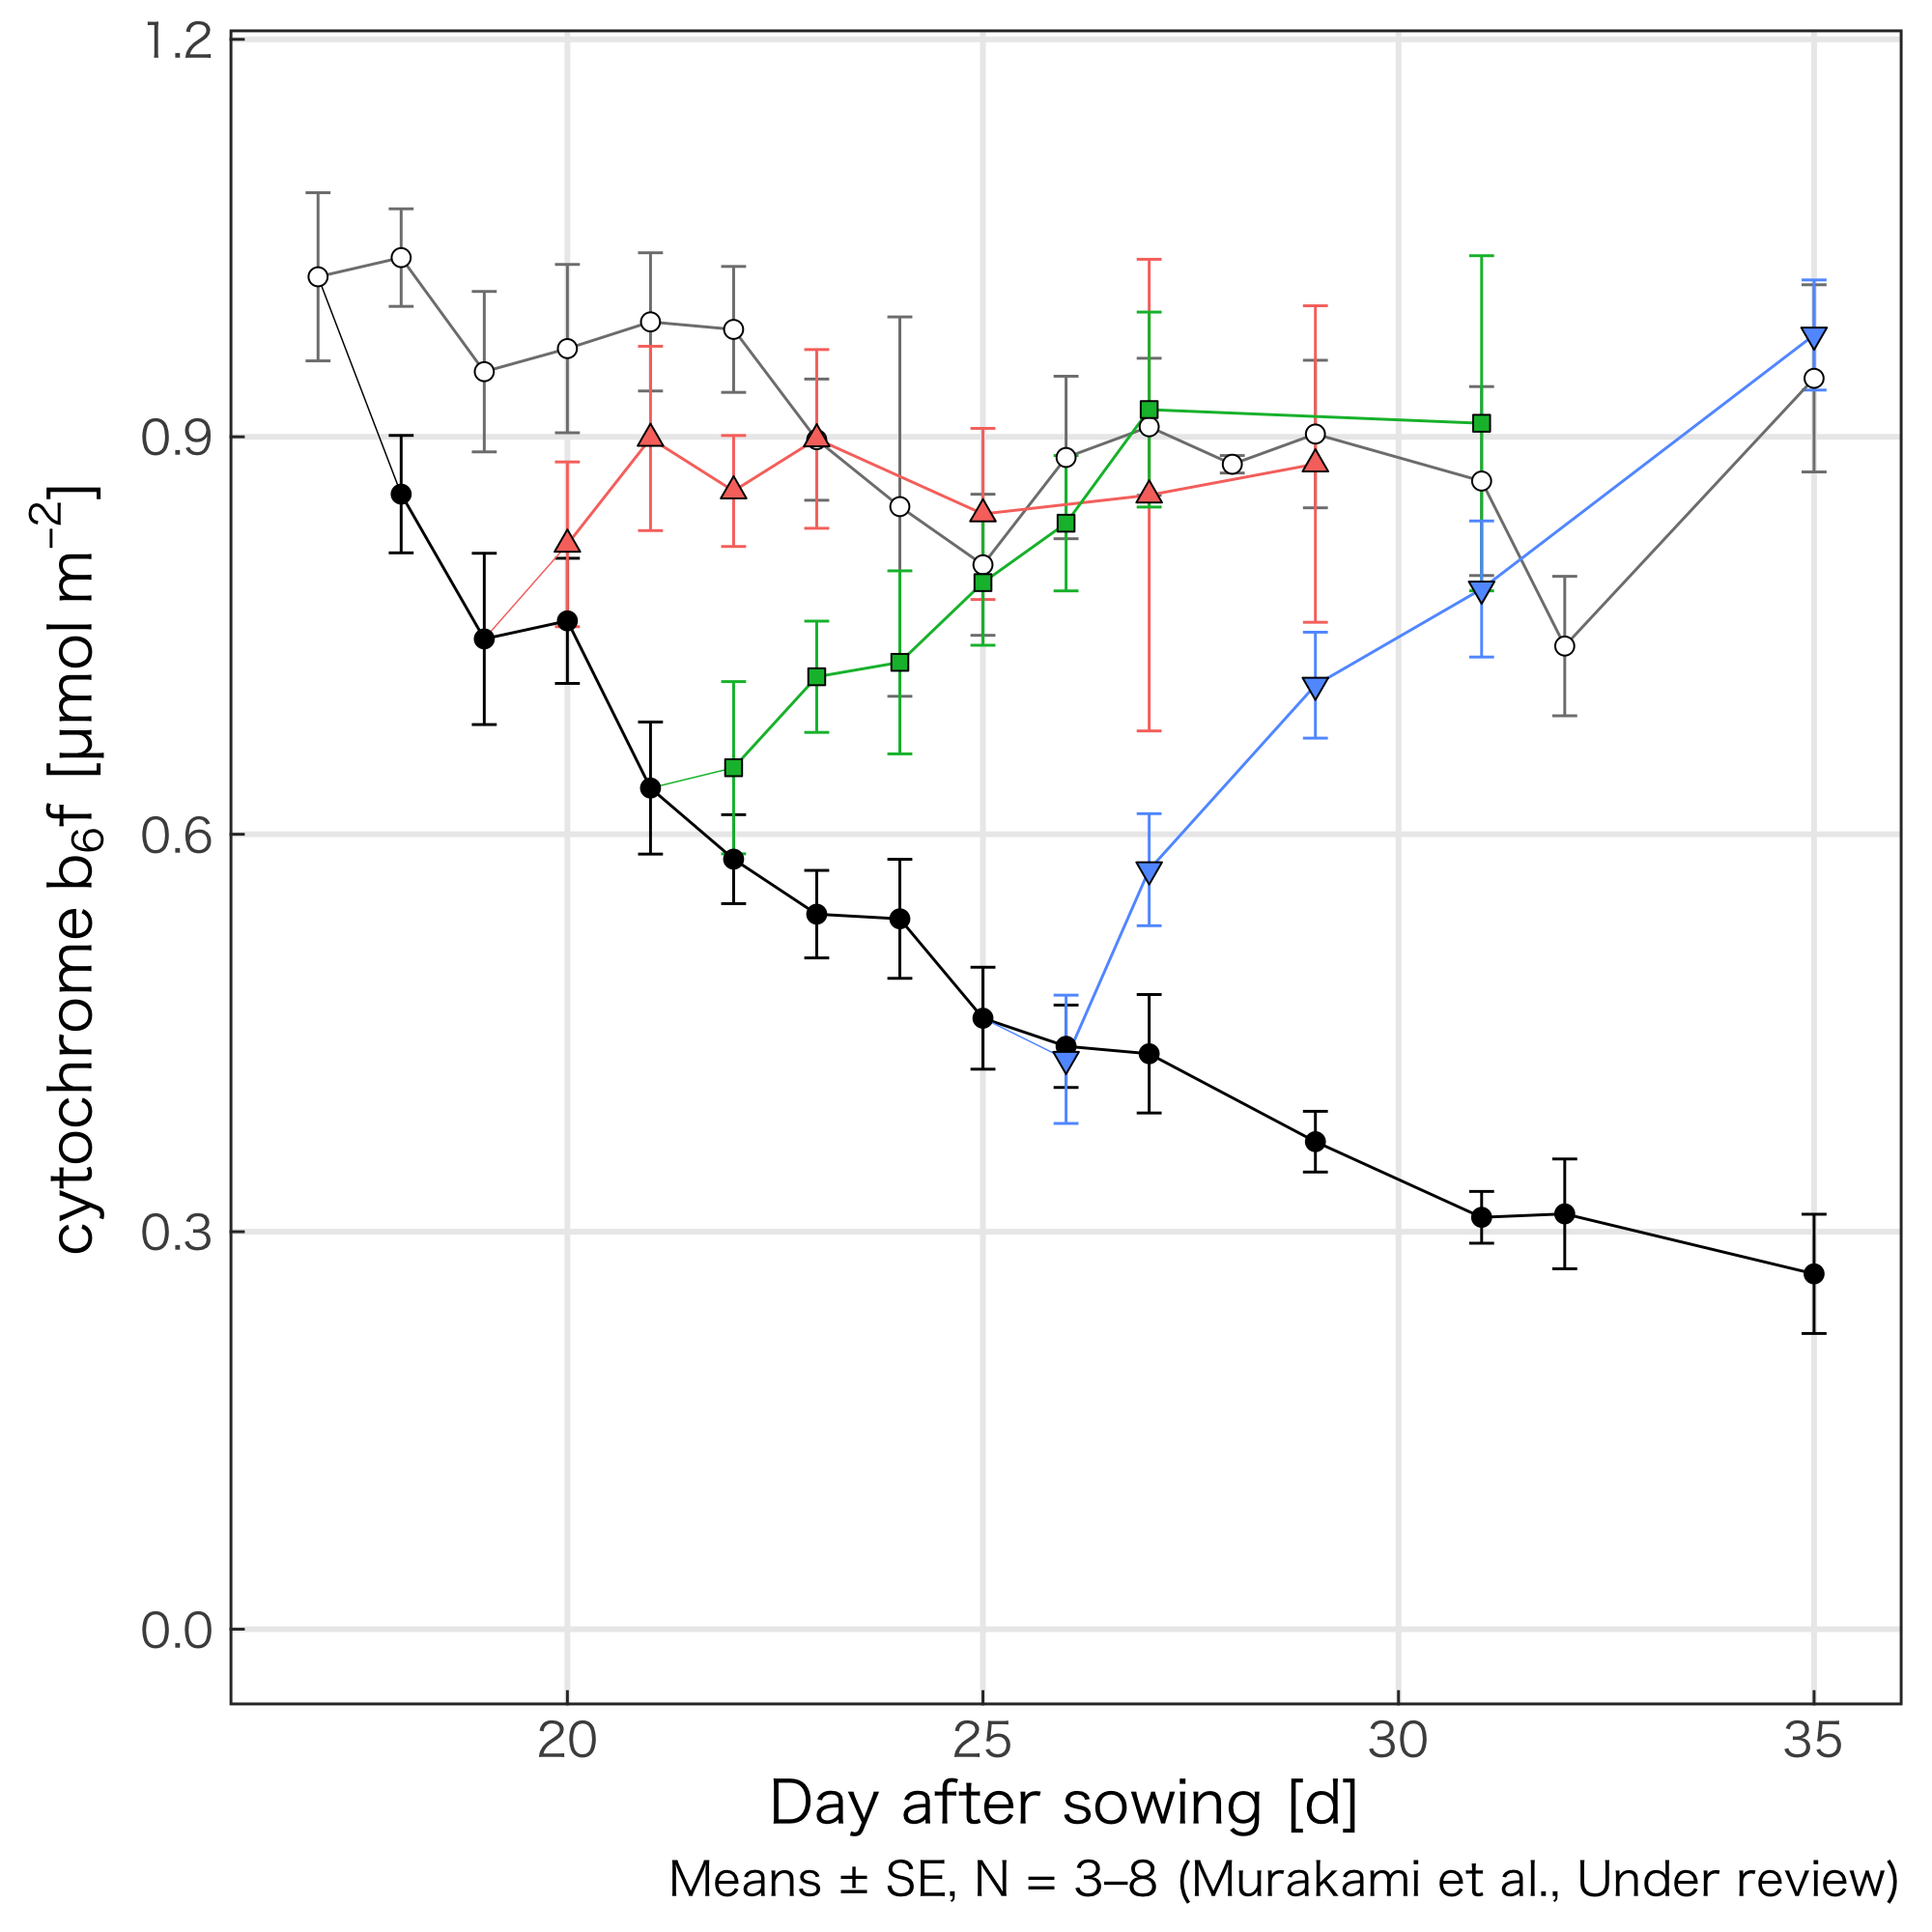 cytochrome b₆f [μmol m⁻²]
1.2
0.9
0.6
0.3
0.0
20 25 30 35
Day after sowing [d]
Means ± SE, N = 3–8 (Murakami et al., Under review)